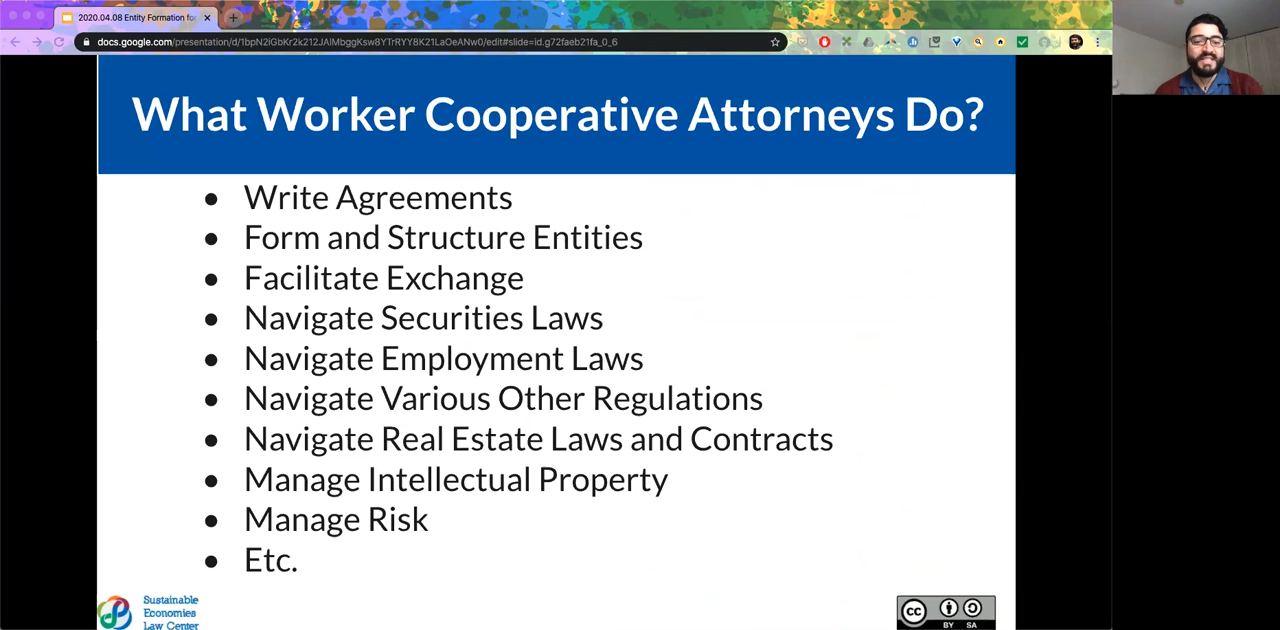 2020.04.08 Entity Formation for
docs.google.com/presentation/d/1bpN2iGbKr2k212JAlMbggKsw8YTrRYY8K21LaOeANw0/edit#slide=id.g72faeb21fa_0_6
What Worker Cooperative Attorneys Do?
● Write Agreements
● Form and Structure Entities
● Facilitate Exchange
● Navigate Securities Laws
● Navigate Employment Laws
● Navigate Various Other Regulations
● Navigate Real Estate Laws and Contracts
● Manage Intellectual Property
● Manage Risk
● Etc.
Sustainable
Economies
Law Center
cc
BY SA